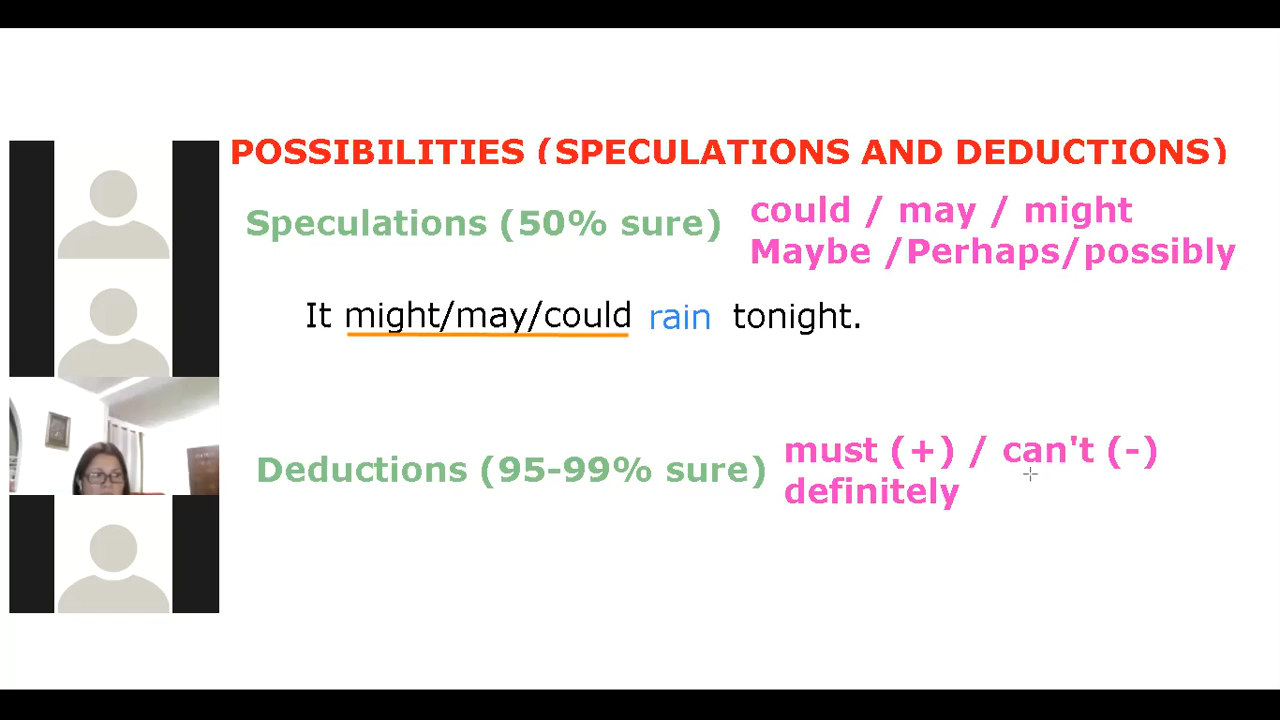 POSSIBILITIES (SPECULATIONS AND DEDUCTIONS)
Speculations (50% sure)
could / may / might
Maybe /Perhaps/possibly
It might/may/could rain tonight.
Deductions (95-99% sure)
must (+) / can't (-)
definitely